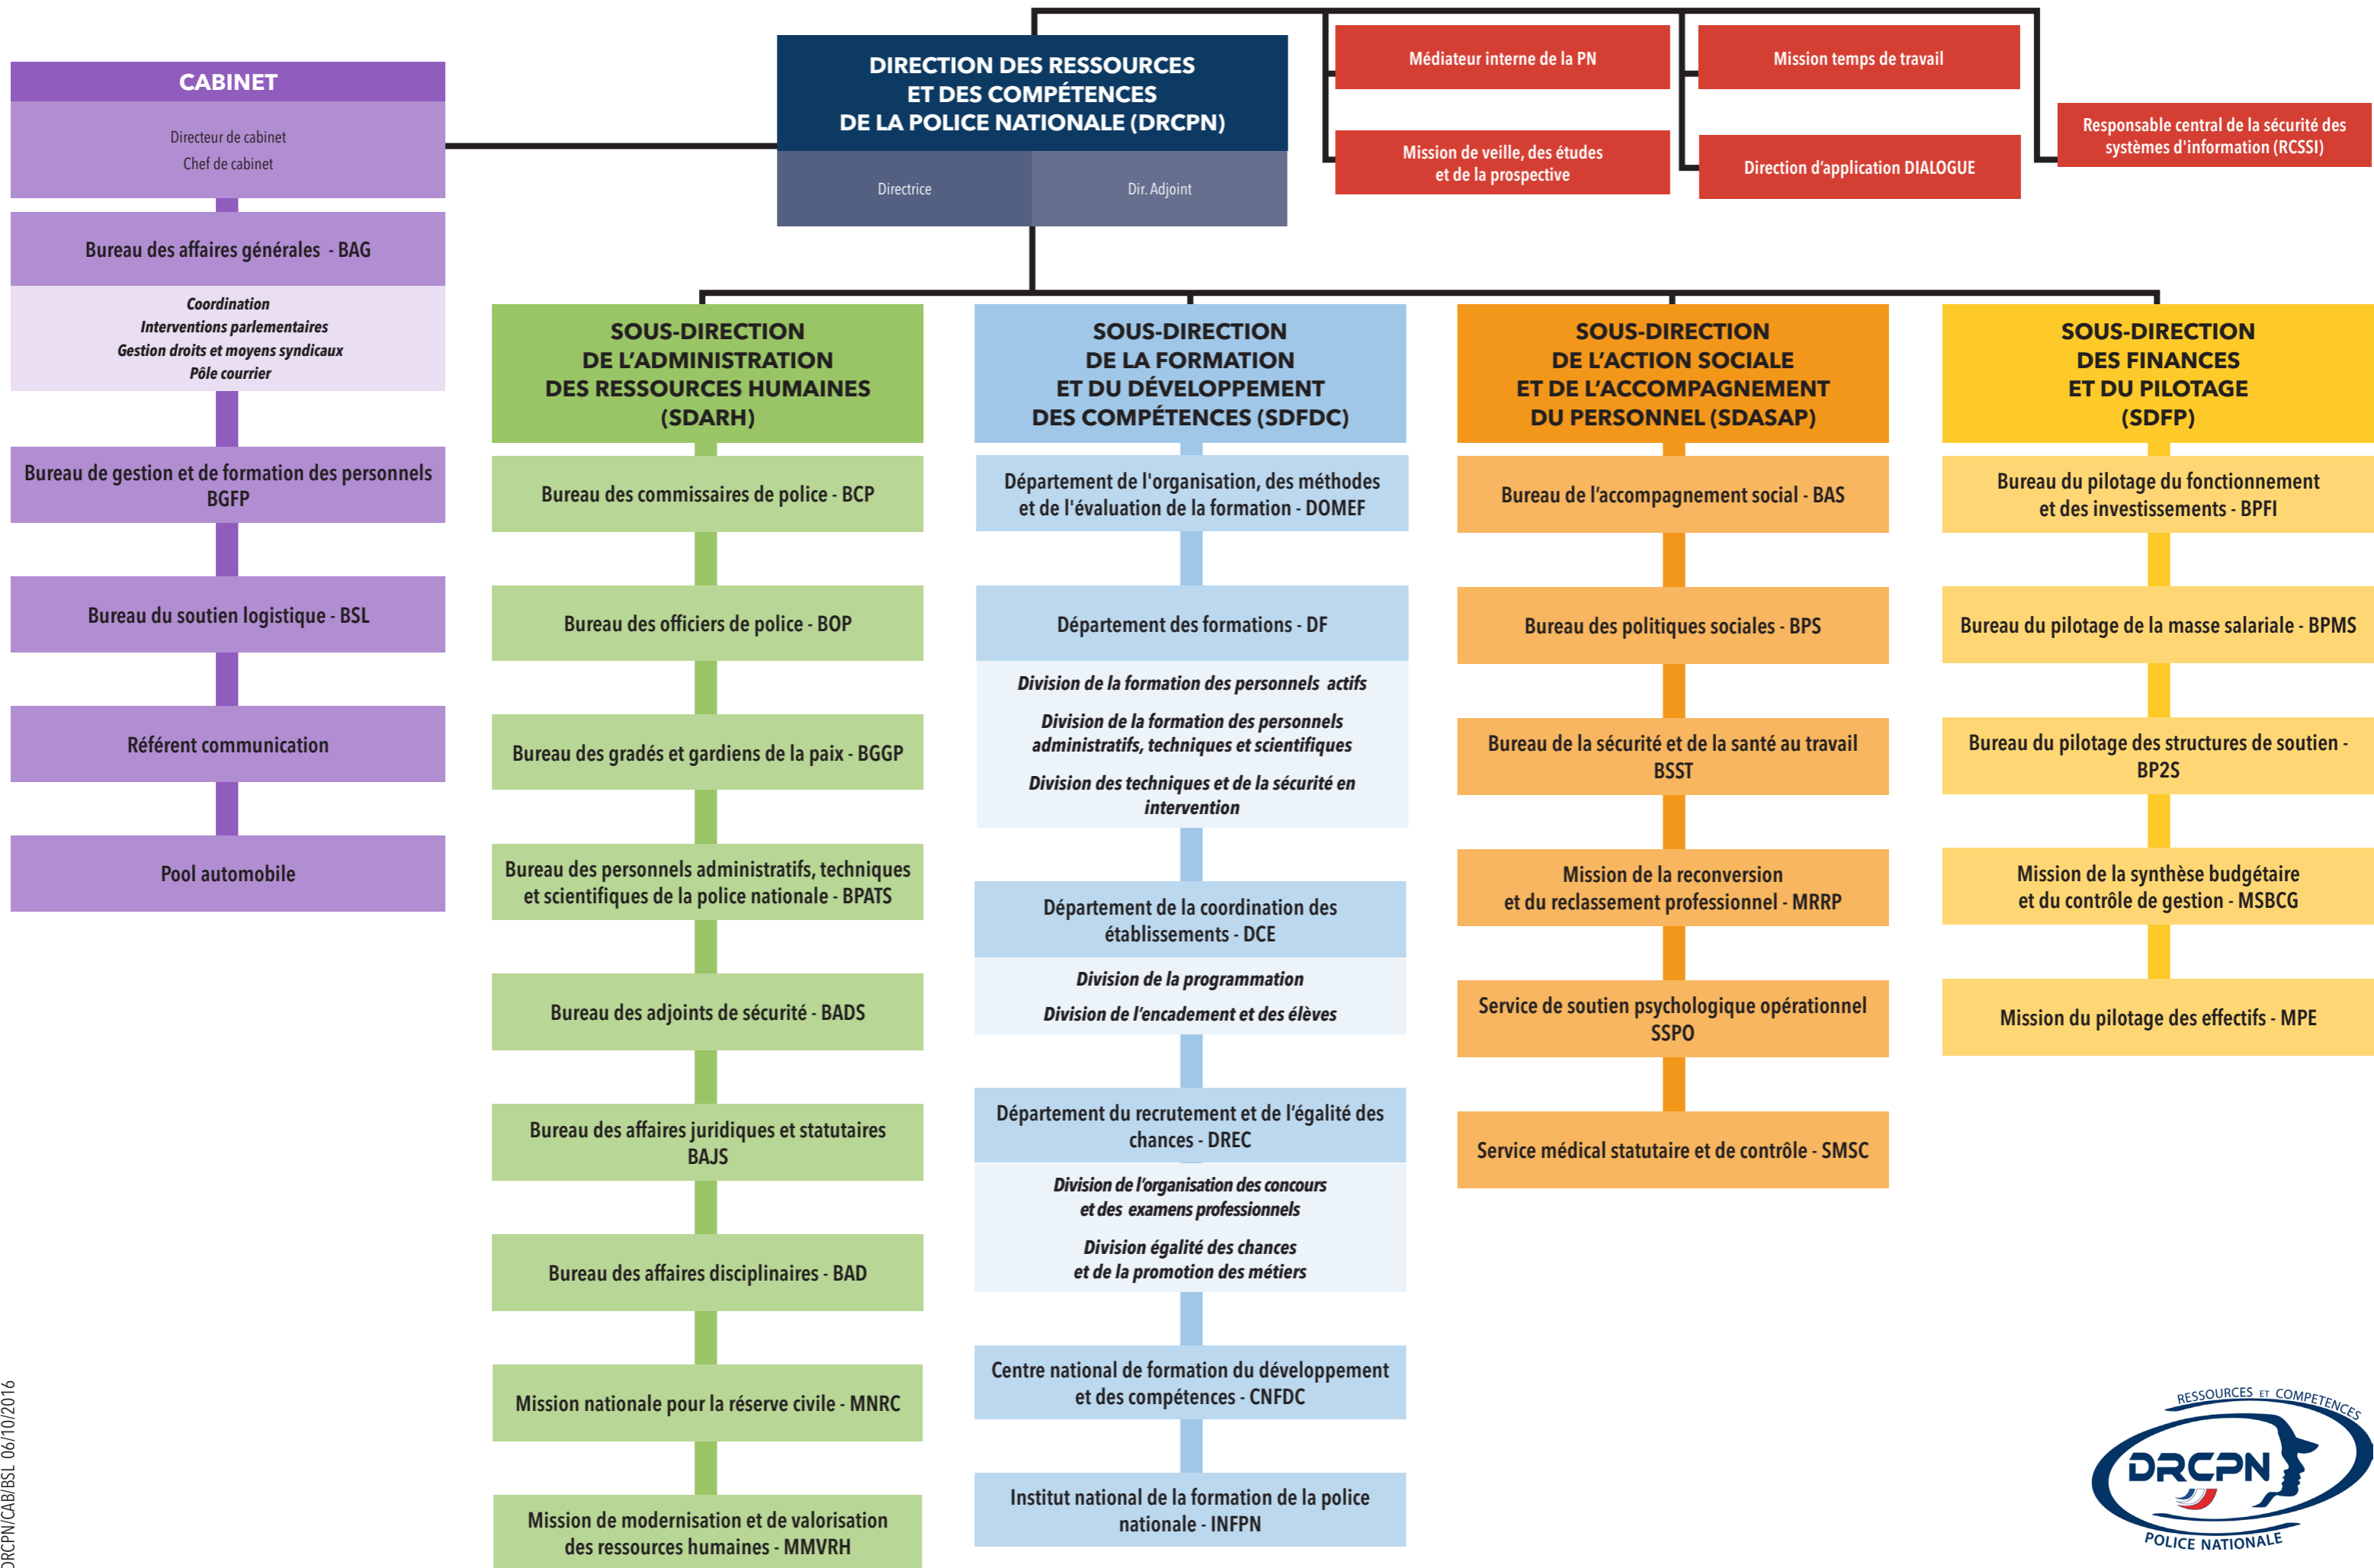 CABINET
Directeur de cabinet
Chef de cabinet
Bureau des affaires générales - BAG
Coordination
Interventions parlementaires
Gestion droits et moyens syndicaux
Pôle courrier
Bureau de gestion et de formation des personnels
BGFP
Bureau du soutien logistique - BSL
Référent communication
Pool automobile
DIRECTION DES RESSOURCES
ET DES COMPÉTENCES
DE LA POLICE NATIONALE (DRCPN)
Directrice
Dir. Adjoint
Médiateur interne de la PN
Mission de veille, des études
et de la prospective
Mission temps de travail
Direction d’application DIALOGUE
Responsable central de la sécurité des
systèmes d'information (RCSSI)
SOUS-DIRECTION
DE L’ADMINISTRATION
DES RESSOURCES HUMAINES
(SDARH)
Bureau des commissaires de police - BCP
Bureau des officiers de police - BOP
Bureau des gradés et gardiens de la paix - BGGP
Bureau des personnels administratifs, techniques
et scientifiques de la police nationale - BPATS
Bureau des adjoints de sécurité - BADS
Bureau des affaires juridiques et statutaires
BAJS
Bureau des affaires disciplinaires - BAD
Mission nationale pour la réserve civile - MNRC
Mission de modernisation et de valorisation
des ressources humaines - MMVRH
SOUS-DIRECTION
DE LA FORMATION
ET DU DÉVELOPPEMENT
DES COMPÉTENCES (SDFDC)
Département de l'organisation, des méthodes
et de l'évaluation de la formation - DOMEF
Département des formations - DF
Division de la formation des personnels actifs
Division de la formation des personnels
administratifs, techniques et scientifiques
Division des techniques et de la sécurité en
intervention
Département de la coordination des
établissements - DCE
Division de la programmation
Division de l’encadement et des élèves
Département du recrutement et de l’égalité des
chances - DREC
Division de l’organisation des concours
et des examens professionnels
Division égalité des chances
et de la promotion des métiers
Centre national de formation du développement
et des compétences - CNFDC
Institut national de la formation de la police
nationale - INFPN
SOUS-DIRECTION
DE L’ACTION SOCIALE
ET DE L’ACCOMPAGNEMENT
DU PERSONNEL (SDASAP)
Bureau de l’accompagnement social - BAS
Bureau des politiques sociales - BPS
Bureau de la sécurité et de la santé au travail
BSST
Mission de la reconversion
et du reclassement professionnel - MRRP
Service de soutien psychologique opérationnel
SSPO
Service médical statutaire et de contrôle - SMSC
SOUS-DIRECTION
DES FINANCES
ET DU PILOTAGE
(SDFP)
Bureau du pilotage du fonctionnement
et des investissements - BPFI
Bureau du pilotage de la masse salariale - BPMS
Bureau du pilotage des structures de soutien -
BP2S
Mission de la synthèse budgétaire
et du contrôle de gestion - MSBCG
Mission du pilotage des effectifs - MPE
DRCPN/CAB/BSL 06/10/2016
RESSOURCES ET COMPETENCES
DRCPN
POLICE NATIONALE